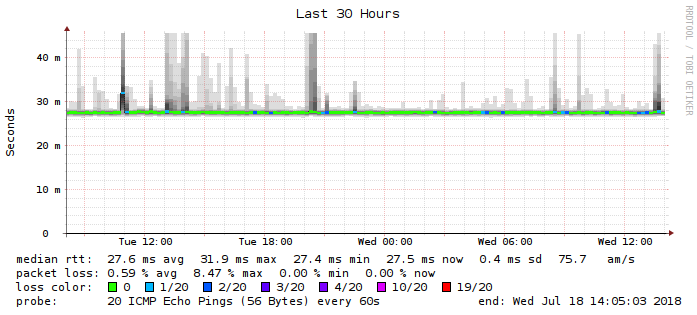 Last 30 Hours
RRDTOOL / TOBI OETIKER
Seconds
40 m
30 m
20 m
10 m
0
Tue 12:00 Tue 18:00 Wed 00:00 Wed 06:00 Wed 12:00
median rtt: 27.6 ms avg 31.9 ms max 27.4 ms min 27.5 ms now 0.4 ms sd 75.7 am/s
packet loss: 0.59 % avg 8.47 % max 0.00 % min 0.00 % now
loss color: 0 1/20 2/20 3/20 4/20 10/20 19/20
probe: 20 ICMP Echo Pings (56 Bytes) every 60s end: Wed Jul 18 14:05:03 2018